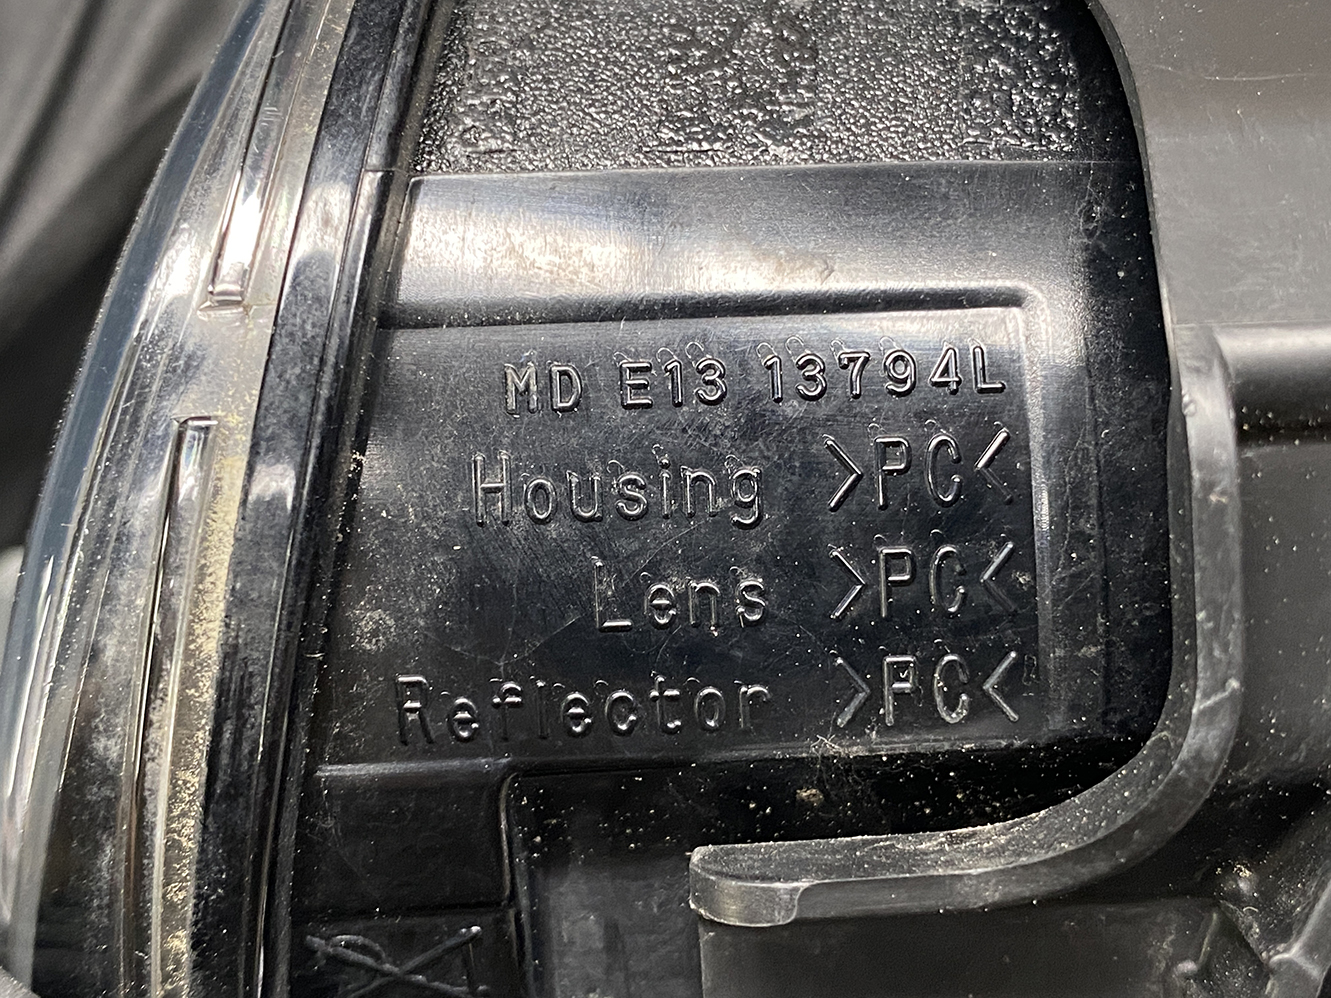 MD E13 13794L
Housing >PC<
Lens >PC<
Reflector >PC<